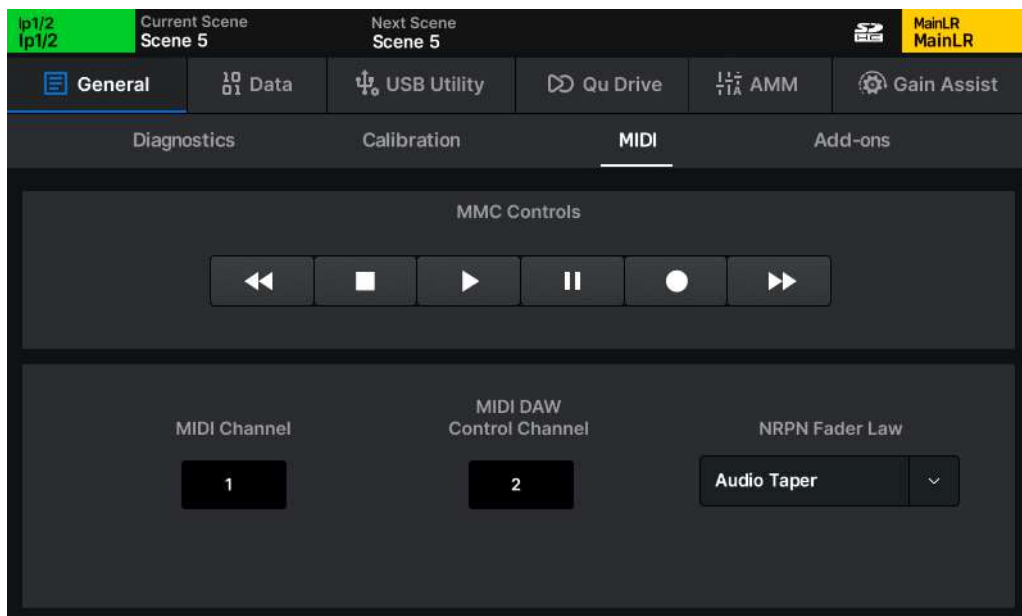 Ip1/2
Ip1/2
Current Scene
Scene 5
Next Scene
Scene 5
MainLR
MainLR
General
Data
USB Utility
Qu Drive
AMM
Gain Assist
Diagnostics
Calibration
MIDI
Add-ons
MMC Controls
MIDI Channel
MIDI DAW
Control Channel
NRPN Fader Law
1
2
Audio Taper